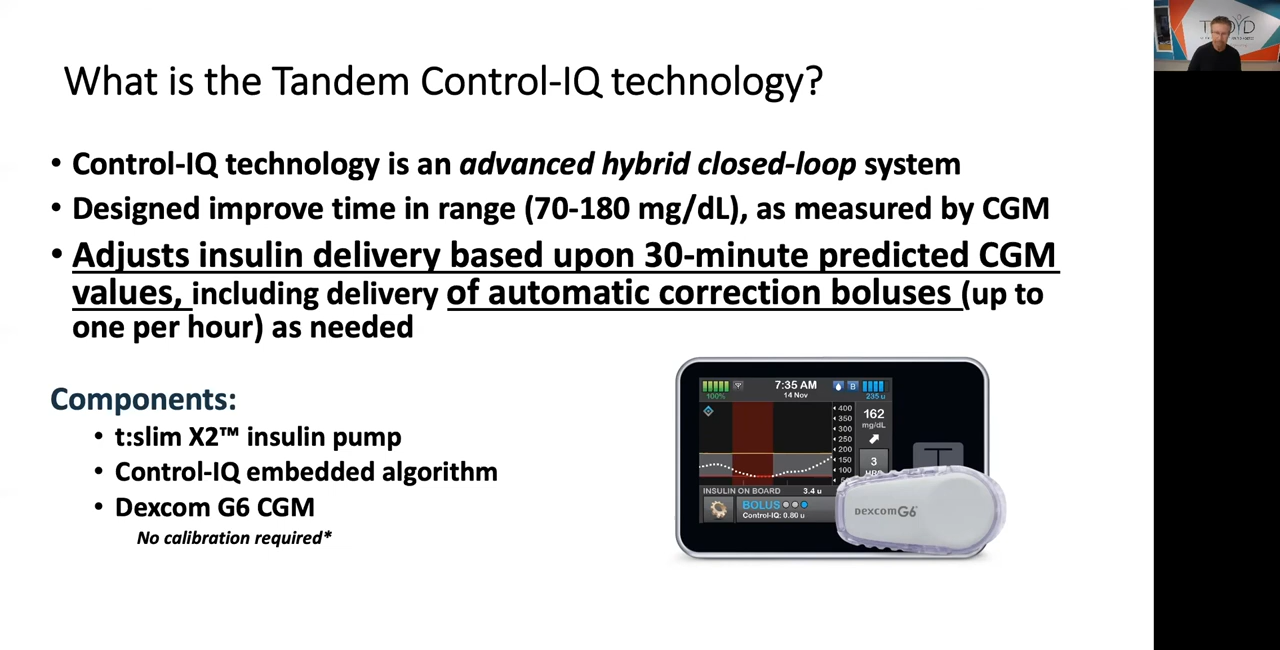 What is the Tandem Control-IQ technology?
• Control-IQ technology is an advanced hybrid closed-loop system
• Designed improve time in range (70-180 mg/dL), as measured by CGM
• Adjusts insulin delivery based upon 30-minute predicted CGM
values, including delivery of automatic correction boluses (up to
one per hour) as needed
Components:
• t:slim X2™ insulin pump
• Control-IQ embedded algorithm
• Dexcom G6 CGM
No calibration required*
100%
7:35 AM
14 Nov
B
235 u
400
350
300
250
200
150
100
162
mg/dL
3
INSULIN ON BOARD 3.4 u
BOLUS
Control-IQ: 0.80 u
dexcomG6